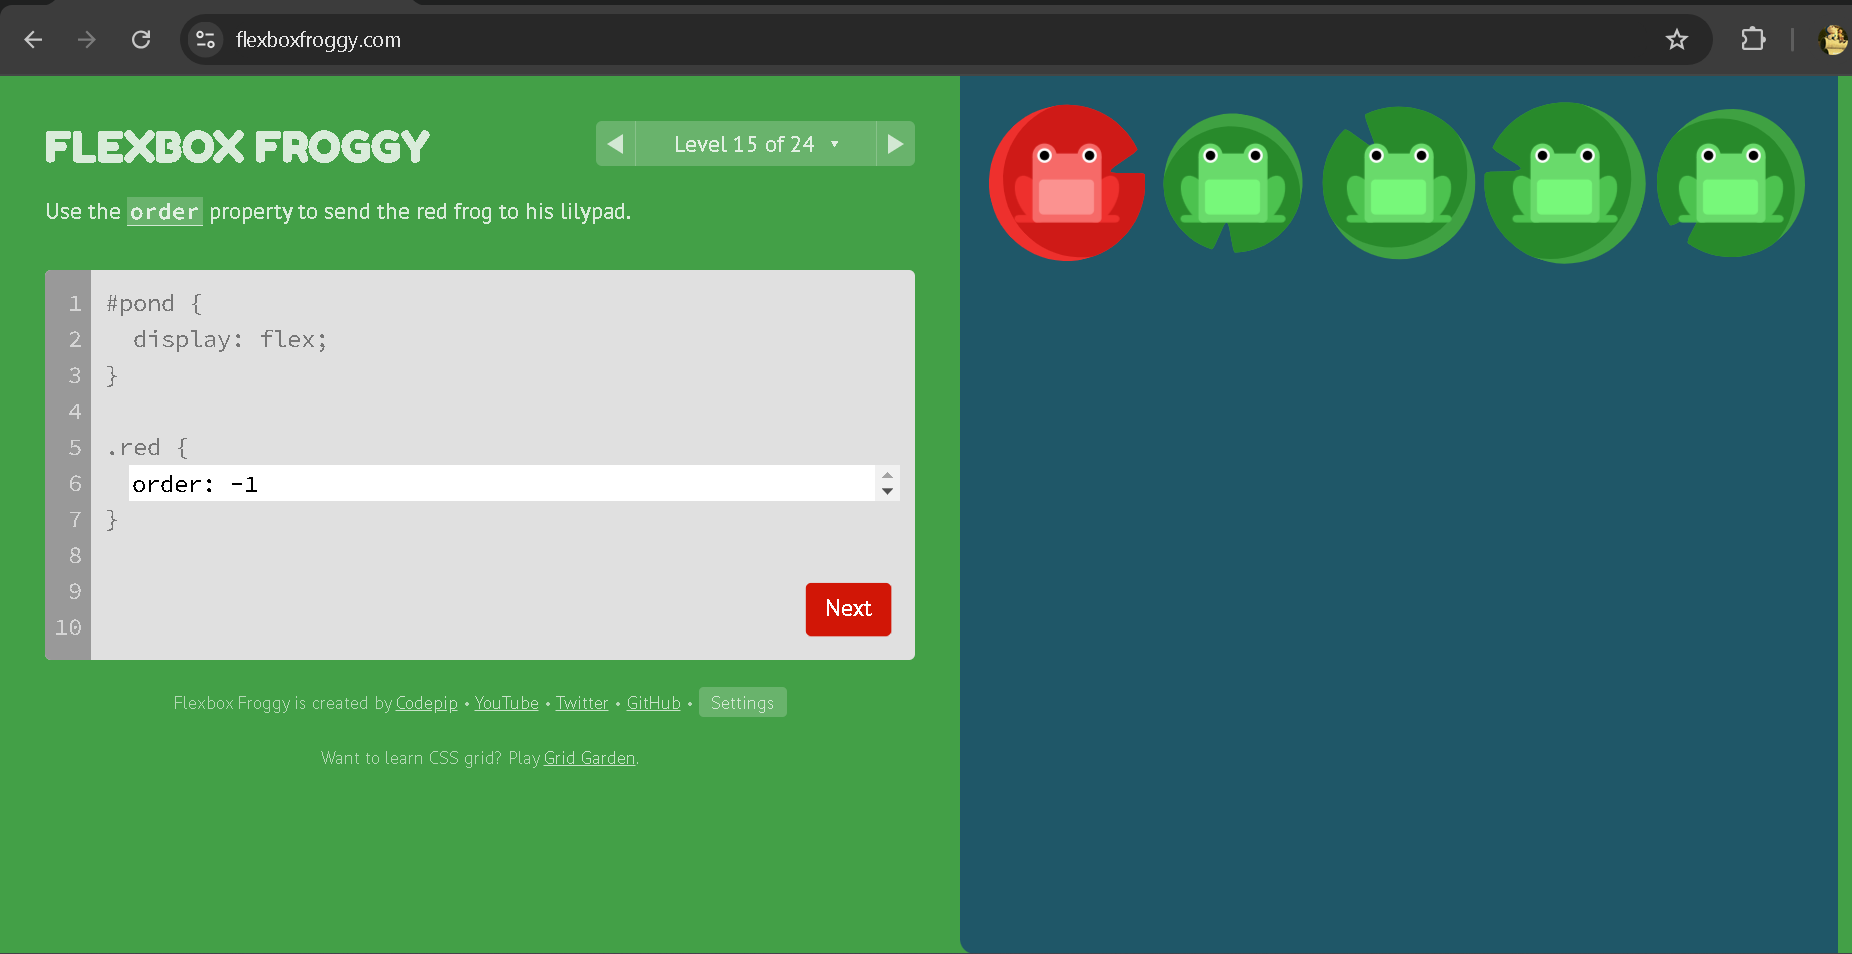 flexboxfroggy.com
FLEXBOX FROGGY
Level 15 of 24 ▾
Use the order property to send the red frog to his lilypad.
1 #pond {
2 display: flex;
3 }
4
5 .red {
6 order: -1
7 }
8
9
10
Next
Flexbox Froggy is created by Codepip • YouTube • Twitter • GitHub • Settings
Want to learn CSS grid? Play Grid Garden.